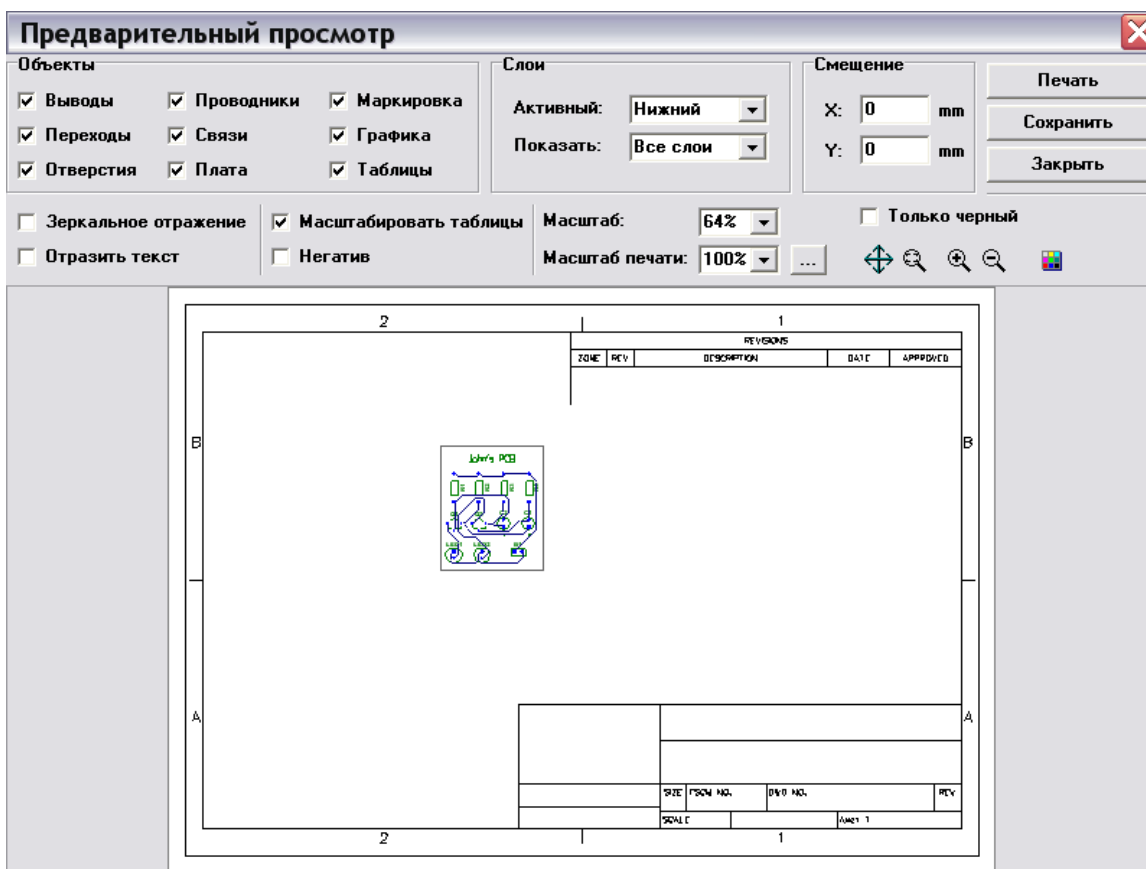 Предварительный просмотр
Объекты
Слои
Смещение
Выводы Проводники Маркировка
Переходы Связи Графика
Отверстия Плата Таблицы
Активный: Нижний
Показать: Все слои
X: 0 mm
Y: 0 mm
Печать
Сохранить
Закрыть
Зеркальное отражение
Отразить текст
Масштабировать таблицы
Негатив
Масштаб: 64%
Масштаб печати: 100% ...
Только черный
2 1
REVISIONS
ZONE REV DESCRIPTION DATE APPROVED
B B
John's PCB
A A
SIZE FSCM NO. DWG NO. REV
SCALE Лист 1
2 1